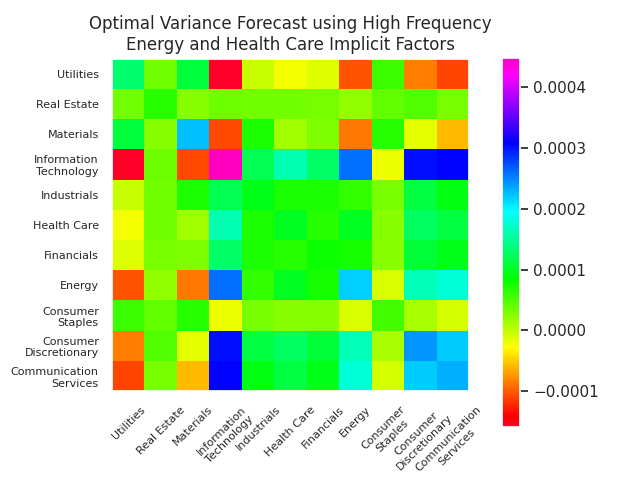 Optimal Variance Forecast using High Frequency
Energy and Health Care Implicit Factors
Utilities
Real Estate
Materials
Information
Technology
Industrials
Health Care
Financials
Energy
Consumer
Staples
Consumer
Discretionary
Communication
Services
0.0004
0.0003
0.0002
0.0001
0.0000
−0.0001
Utilities
Real Estate
Materials
Information
Technology
Industrials
Health Care
Financials
Energy
Consumer
Staples
Consumer
Discretionary
Communication
Services